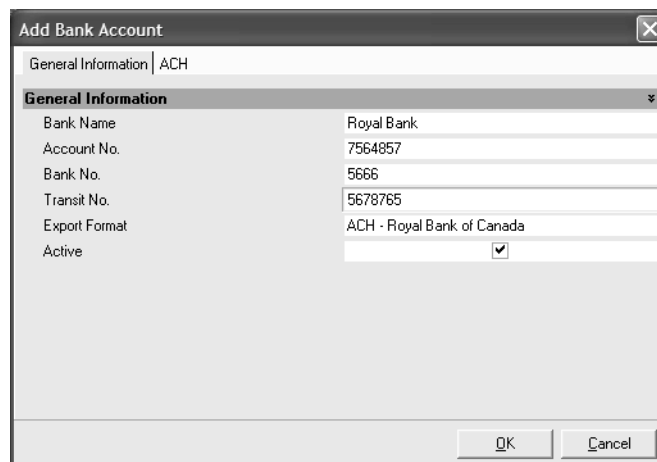 Add Bank Account
General Information ACH
General Information
Bank Name Royal Bank
Account No. 7564857
Bank No. 5666
Transit No. 5678765
Export Format ACH - Royal Bank of Canada
Active
OK Cancel